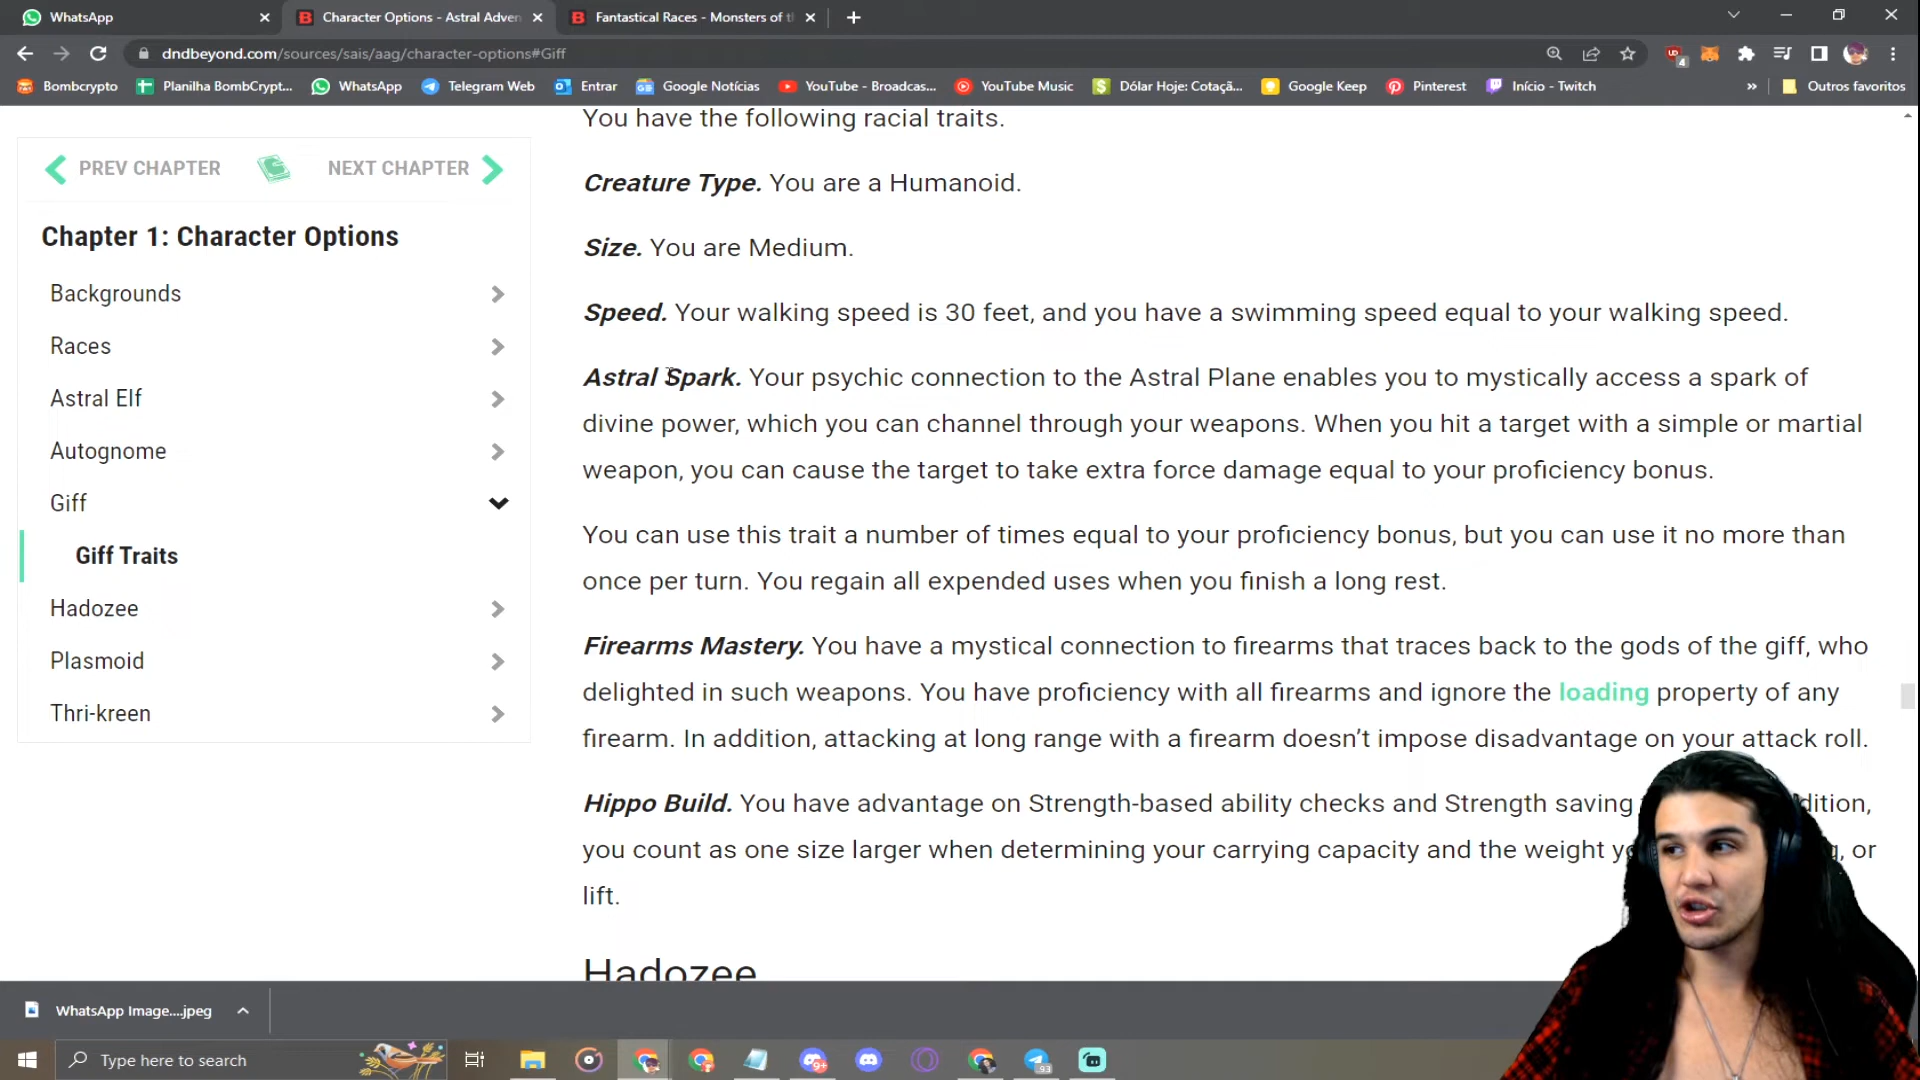 WhatsApp
Character Options - Astral Adven
Fantastical Races - Monsters of t
dndbeyond.com/sources/sais/aag/character-options#Giff
4
Bombcrypto
Planilha BombCrypt...
WhatsApp
Telegram Web
Entrar
Google Notícias
YouTube - Broadcas...
YouTube Music
Dólar Hoje: Cotaçã...
Google Keep
Pinterest
Início - Twitch
Outros favoritos
PREV CHAPTER
NEXT CHAPTER
Chapter 1: Character Options
Backgrounds
Races
Astral Elf
Autognome
Giff
Giff Traits
Hadozee
Plasmoid
Thri-kreen
You have the following racial traits.
Creature Type. You are a Humanoid.
Size. You are Medium.
Speed. Your walking speed is 30 feet, and you have a swimming speed equal to your walking speed.
Astral Spark. Your psychic connection to the Astral Plane enables you to mystically access a spark of
divine power, which you can channel through your weapons. When you hit a target with a simple or martial
weapon, you can cause the target to take extra force damage equal to your proficiency bonus.
You can use this trait a number of times equal to your proficiency bonus, but you can use it no more than
once per turn. You regain all expended uses when you finish a long rest.
Firearms Mastery. You have a mystical connection to firearms that traces back to the gods of the giff, who
delighted in such weapons. You have proficiency with all firearms and ignore the loading property of any
firearm. In addition, attacking at long range with a firearm doesn't impose disadvantage on your attack roll.
Hippo Build. You have advantage on Strength-based ability checks and Strength saving dition,
you count as one size larger when determining your carrying capacity and the weight , or
lift.
Hadozee
WhatsApp Image....jpeg
Type here to search
9+
93